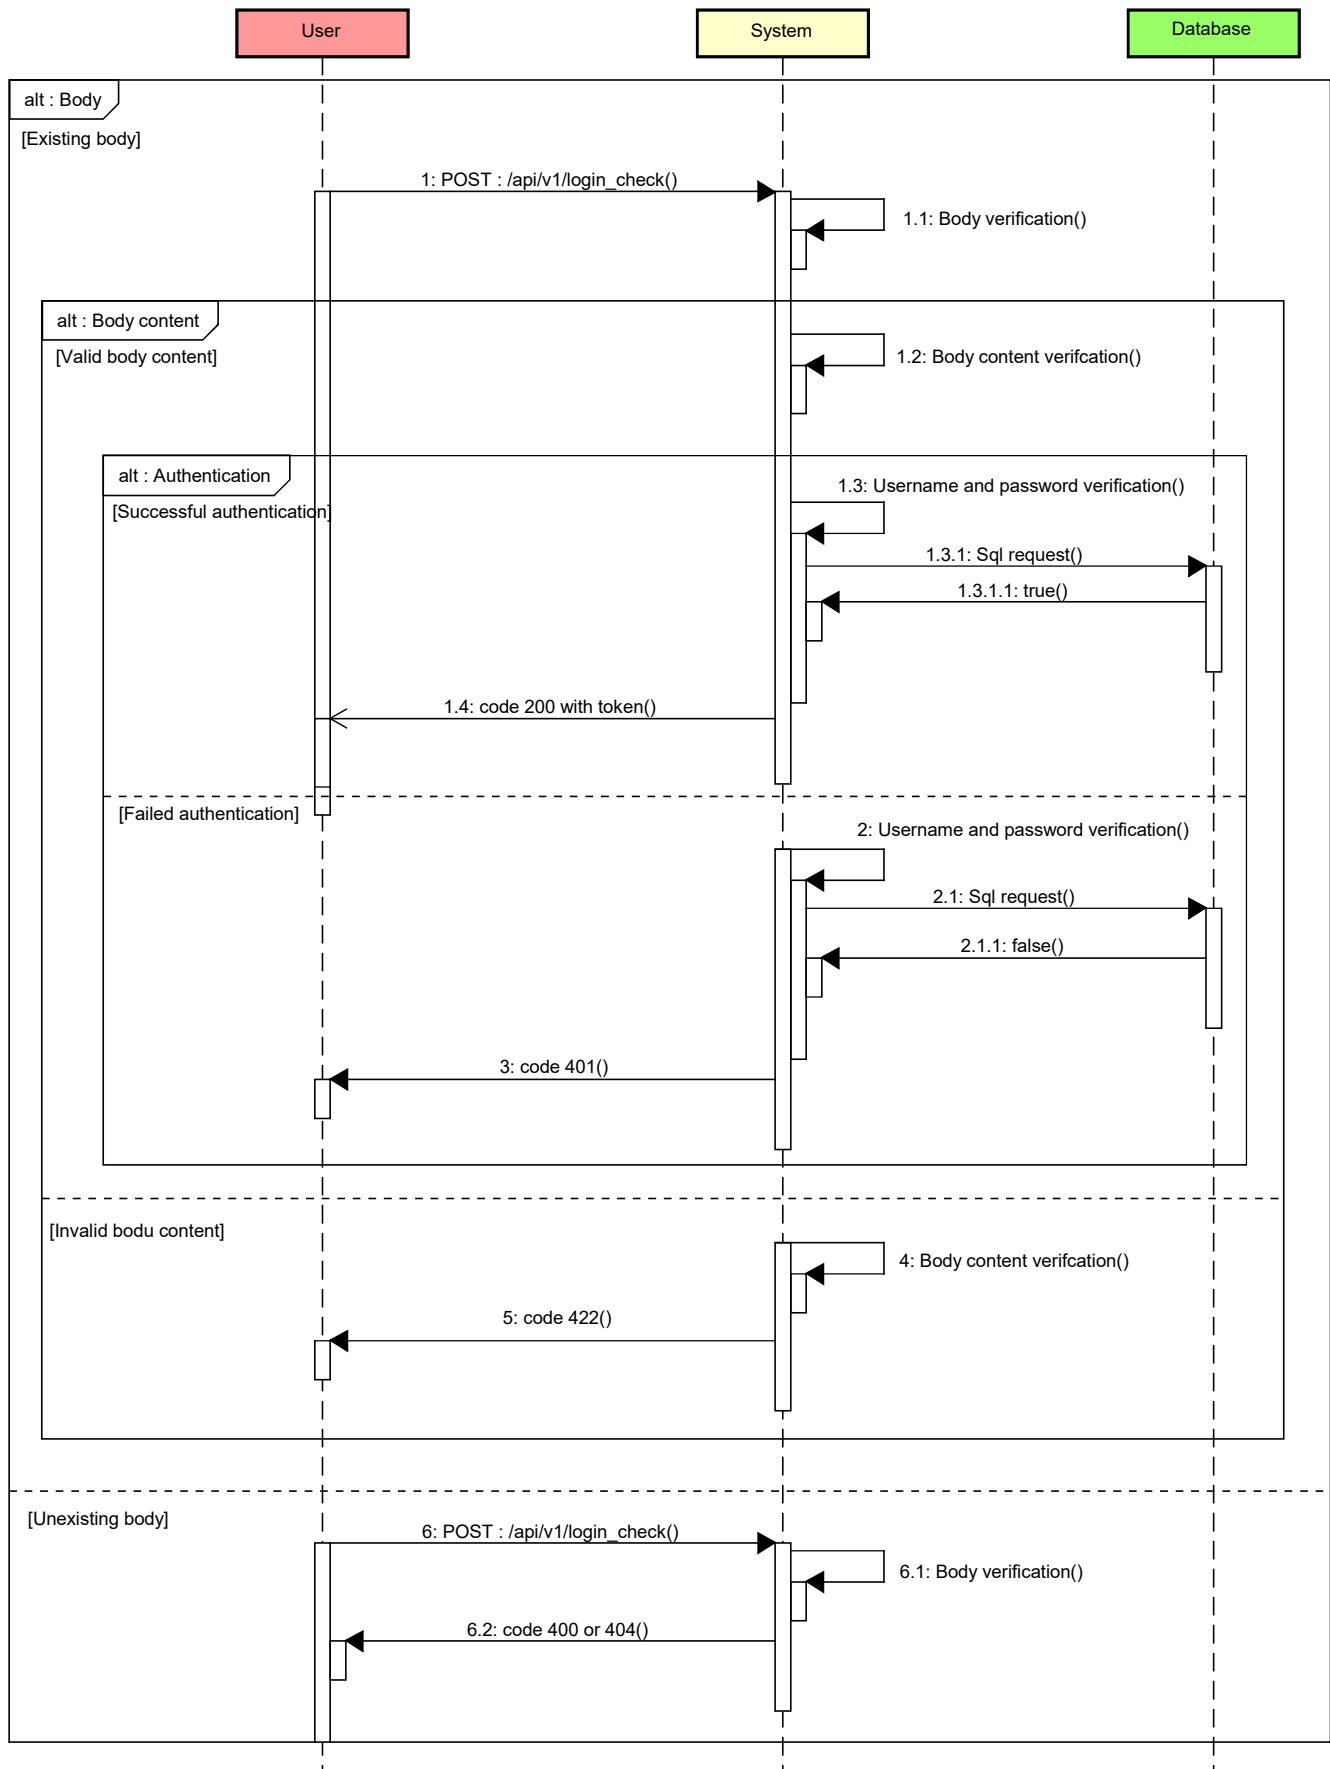 User
System
Database
alt : Body
[Existing body]
1: POST : /api/v1/login_check()
1.1: Body verification()
alt : Body content
[Valid body content]
1.2: Body content verifcation()
alt : Authentication
[Successful authentication]
1.3: Username and password verification()
1.3.1: Sql request()
1.3.1.1: true()
1.4: code 200 with token()
[Failed authentication]
2: Username and password verification()
2.1: Sql request()
2.1.1: false()
3: code 401()
[Invalid bodu content]
4: Body content verifcation()
5: code 422()
[Unexisting body]
6: POST : /api/v1/login_check()
6.1: Body verification()
6.2: code 400 or 404()